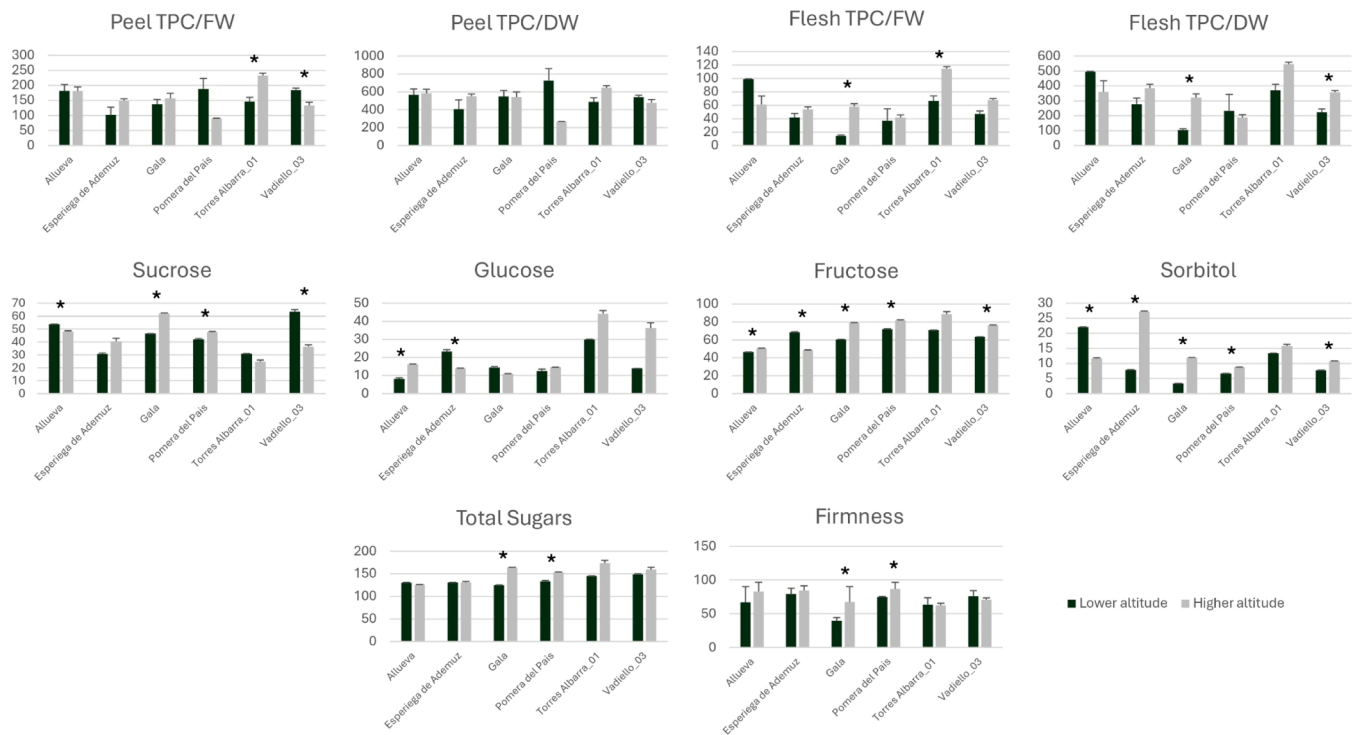 Peel TPC/FW
300
250
200
150
100
50
0
*
*
Allueva
Esperiega de Ademuz
Gala
Pomera del Pais
Torres Albarra_01
Vadiello_03
Peel TPC/DW
1000
800
600
400
200
0
Allueva
Esperiega de Ademuz
Gala
Pomera del Pais
Torres Albarra_01
Vadiello_03
Flesh TPC/FW
140
120
100
80
60
40
20
0
*
*
Allueva
Esperiega de Ademuz
Gala
Pomera del Pais
Torres Albarra_01
Vadiello_03
Flesh TPC/DW
600
500
400
300
200
100
0
*
*
Allueva
Esperiega de Ademuz
Gala
Pomera del Pais
Torres Albarra_01
Vadiello_03
Sucrose
70
60
50
40
30
20
10
0
*
*
*
*
Allueva
Esperiega de Ademuz
Gala
Pomera del Pais
Torres Albarra_01
Vadiello_03
Glucose
50
40
30
20
10
0
*
*
Allueva
Esperiega de Ademuz
Gala
Pomera del Pais
Torres Albarra_01
Vadiello_03
Fructose
100
80
60
40
20
0
*
*
*
*
*
Allueva
Esperiega de Ademuz
Gala
Pomera del Pais
Torres Albarra_01
Vadiello_03
Sorbitol
30
25
20
15
10
5
0
*
*
*
*
*
Allueva
Esperiega de Ademuz
Gala
Pomera del Pais
Torres Albarra_01
Vadiello_03
Total Sugars
200
150
100
50
0
*
*
Allueva
Esperiega de Ademuz
Gala
Pomera del Pais
Torres Albarra_01
Vadiello_03
Firmness
150
100
50
0
*
*
Allueva
Esperiega de Ademuz
Gala
Pomera del Pais
Torres Albarra_01
Vadiello_03
Lower altitude
Higher altitude